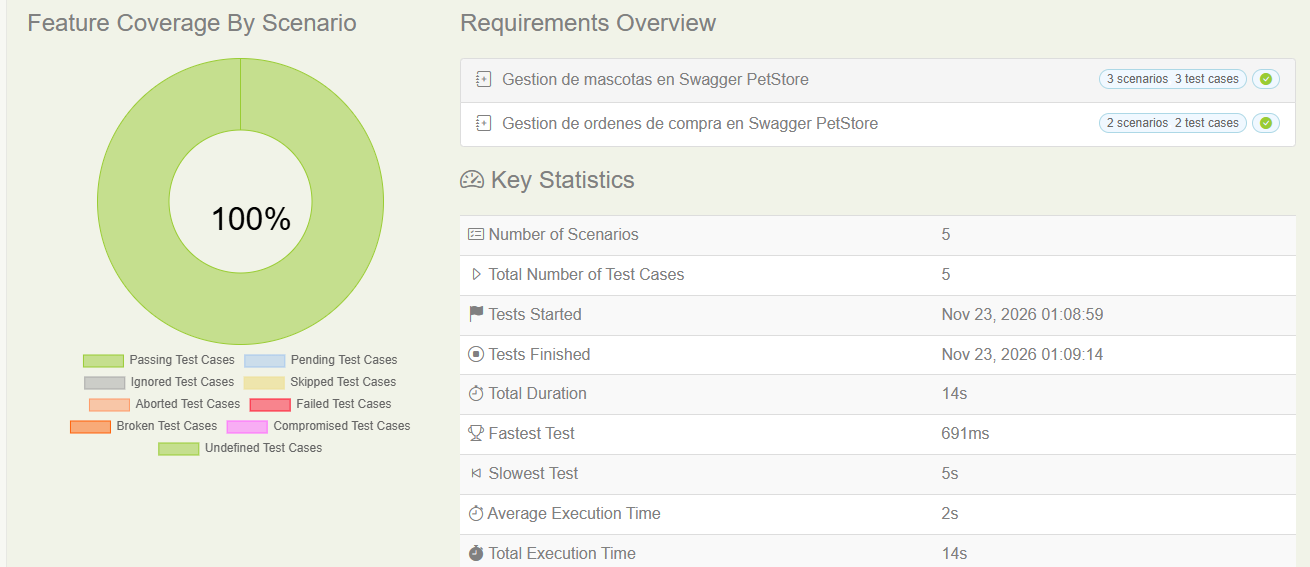 Feature Coverage By Scenario
100%
Passing Test Cases
Pending Test Cases
Ignored Test Cases
Skipped Test Cases
Aborted Test Cases
Failed Test Cases
Broken Test Cases
Compromised Test Cases
Undefined Test Cases
Requirements Overview
Gestion de mascotas en Swagger PetStore 3 scenarios 3 test cases
Gestion de ordenes de compra en Swagger PetStore 2 scenarios 2 test cases
Key Statistics
Number of Scenarios 5
Total Number of Test Cases 5
Tests Started Nov 23, 2026 01:08:59
Tests Finished Nov 23, 2026 01:09:14
Total Duration 14s
Fastest Test 691ms
Slowest Test 5s
Average Execution Time 2s
Total Execution Time 14s